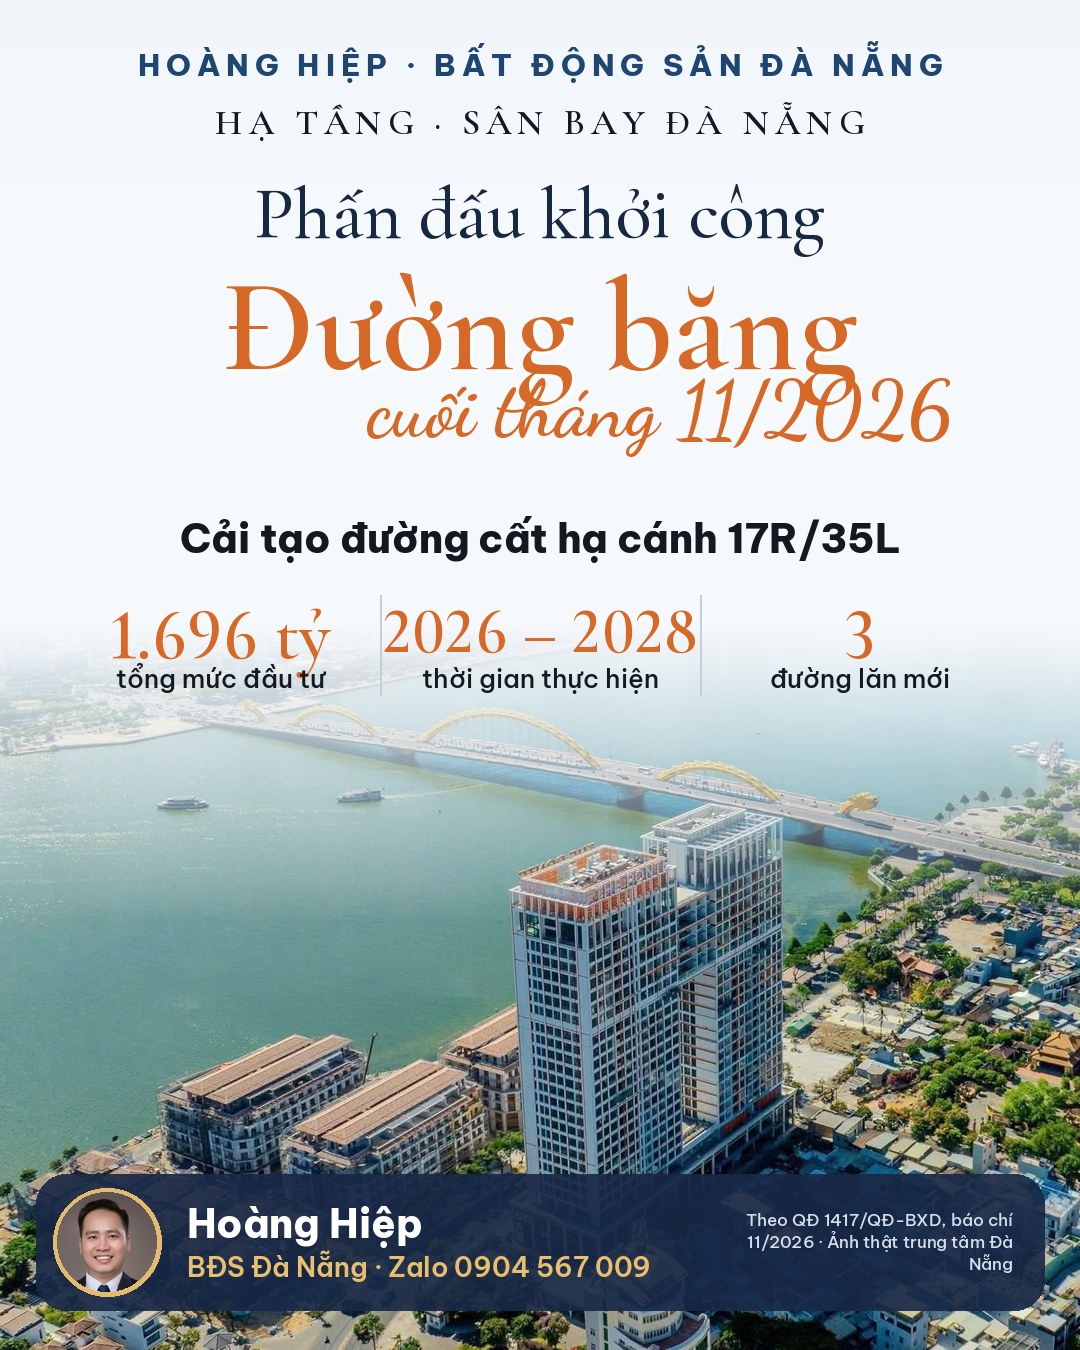 HOÀNG HIỆP · BẤT ĐỘNG SẢN ĐÀ NẴNG
HẠ TẦNG · SÂN BAY ĐÀ NẴNG
Phấn đấu khởi công
Đường băng
cuối tháng 11/2026
Cải tạo đường cất hạ cánh 17R/35L
1.696 tỷ
tổng mức đầu tư
2026 – 2028
thời gian thực hiện
3
đường lăn mới
Hoàng Hiệp
BĐS Đà Nẵng · Zalo 0904 567 009
Theo QĐ 1417/QĐ-BXD, báo chí
11/2026 · Ảnh thật trung tâm Đà
Nẵng